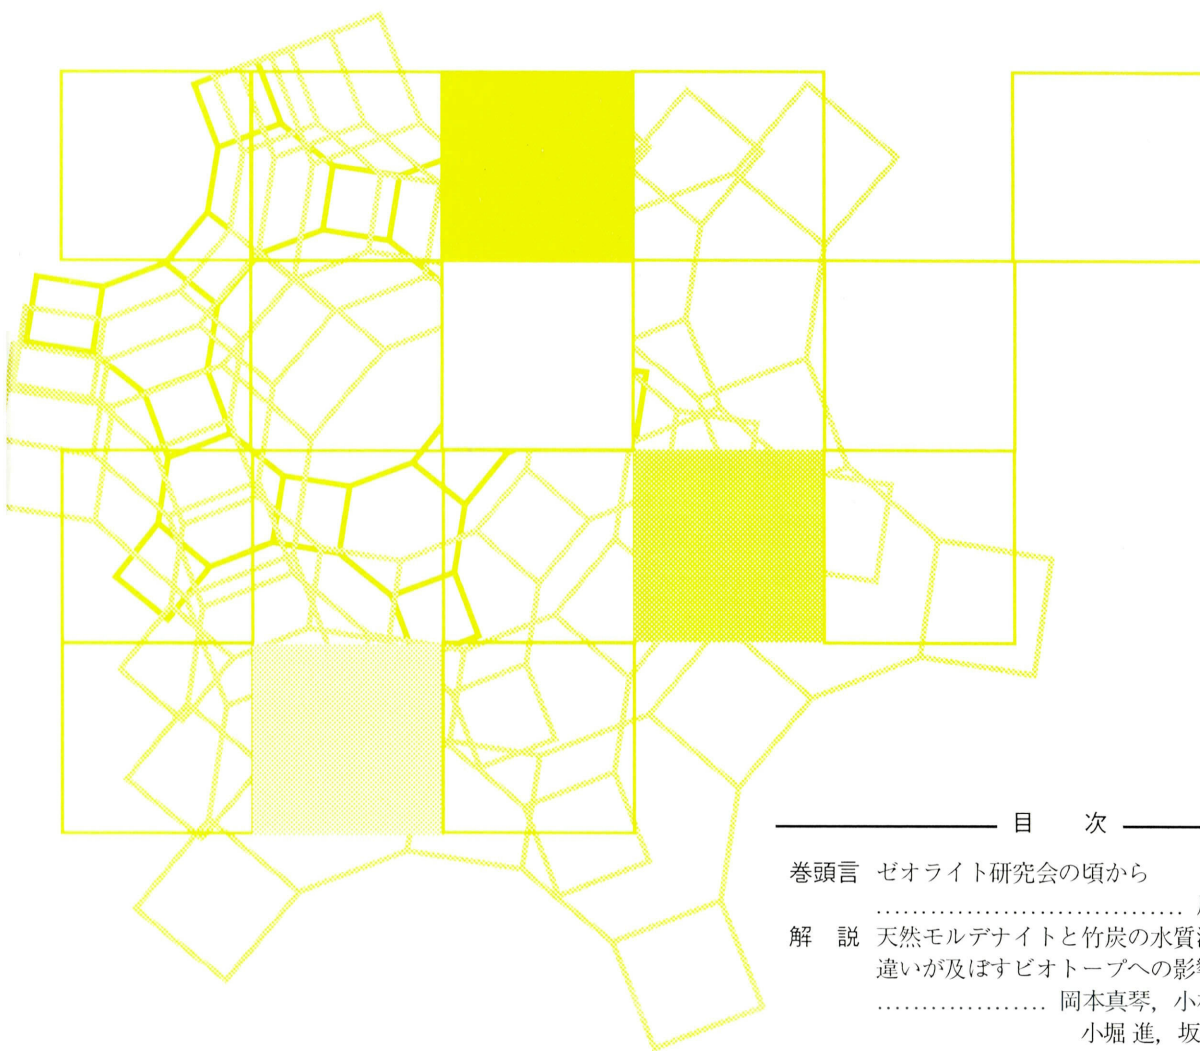 目 次
巻頭言 ゼオライト研究会の頃から
解 説 天然モルデナイトと竹炭の水質
違いが及ぼすビオトープへの影
岡本真琴, 小
小堀 進, 坂